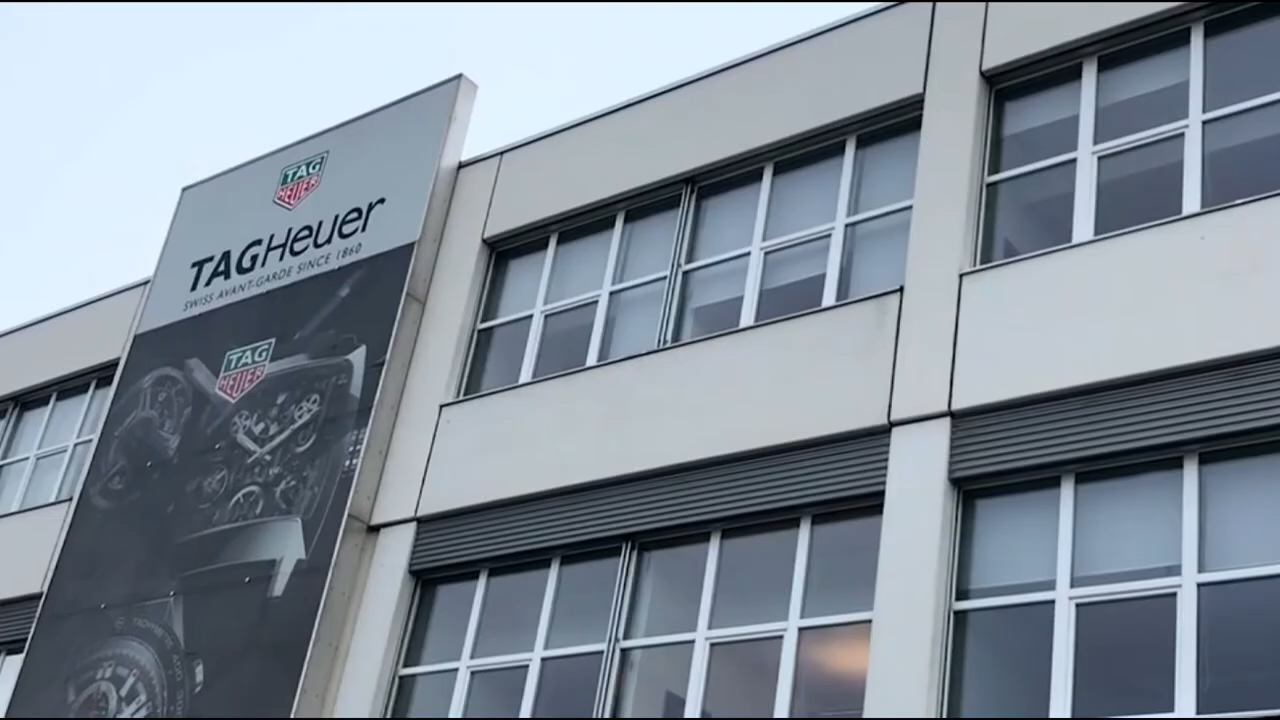 TAG
HEUER
TAGHeuer
SWISS AVANT-GARDE SINCE 1860
TAG
HEUER